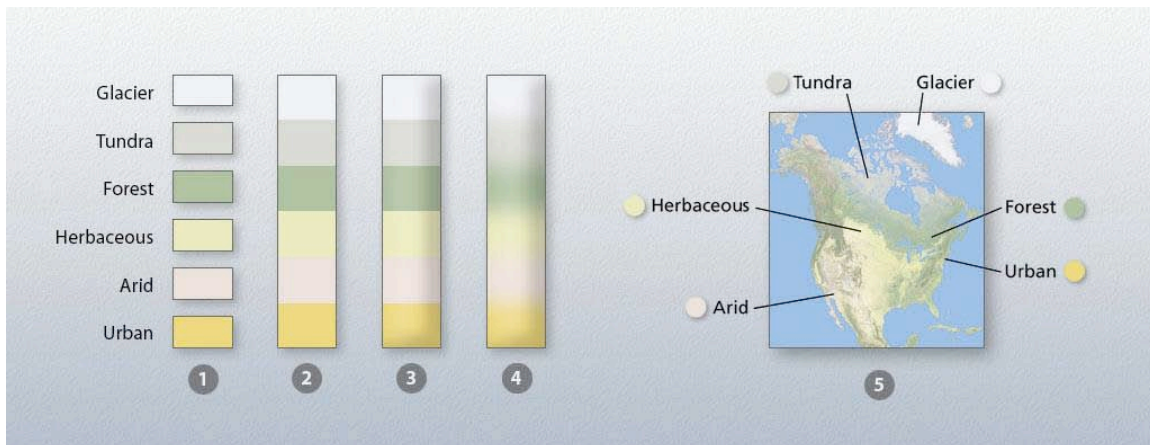 Glacier
Tundra
Forest
Herbaceous
Arid
Urban
1
2
3
4
Tundra
Glacier
Herbaceous
Forest
Urban
Arid
5